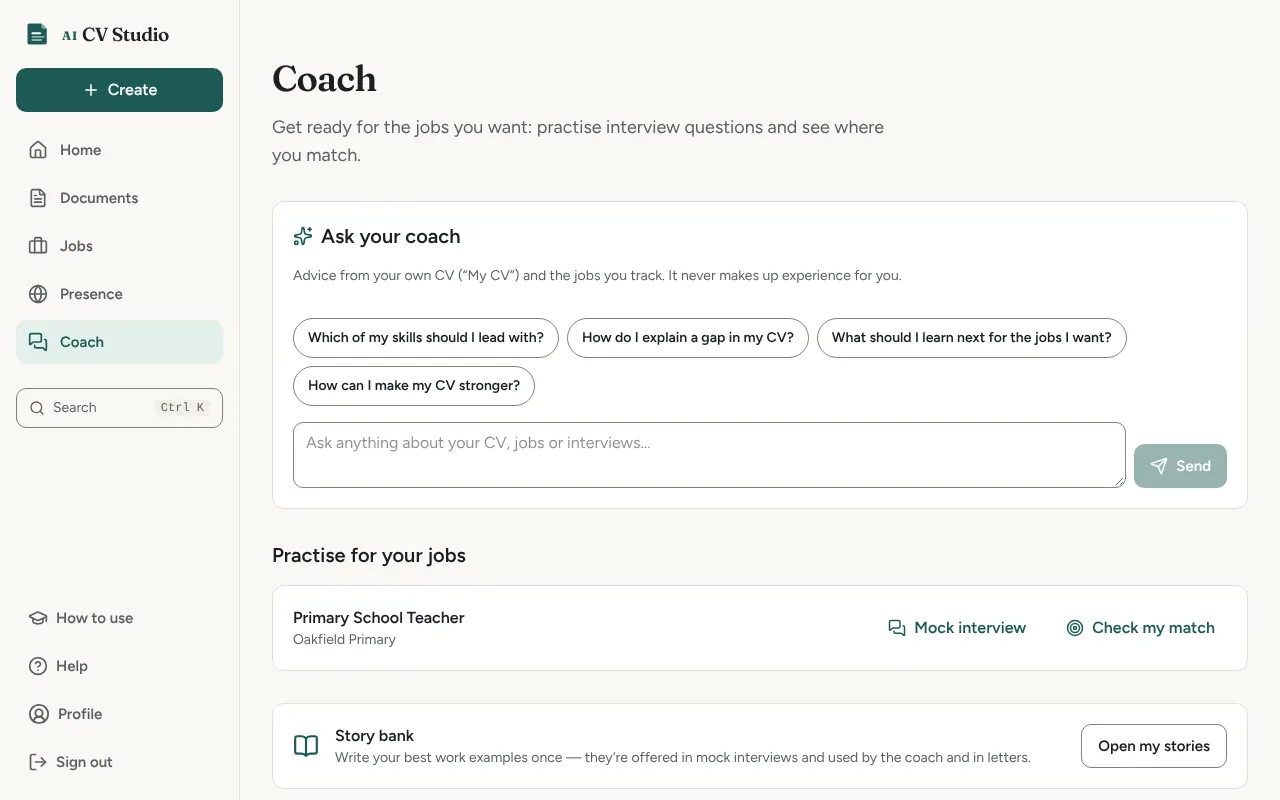 AI CV Studio
Create
Home
Documents
Jobs
Presence
Coach
Search Ctrl K
How to use
Help
Profile
Sign out
Coach
Get ready for the jobs you want: practise interview questions and see where
you match.
Ask your coach
Advice from your own CV (“My CV”) and the jobs you track. It never makes up experience for you.
Which of my skills should I lead with? How do I explain a gap in my CV? What should I learn next for the jobs I want?
How can I make my CV stronger?
Ask anything about your CV, jobs or interviews...
Send
Practise for your jobs
Primary School Teacher
Oakfield Primary
Mock interview Check my match
Story bank
Write your best work examples once — they’re offered in mock interviews and used by the coach and in letters.
Open my stories